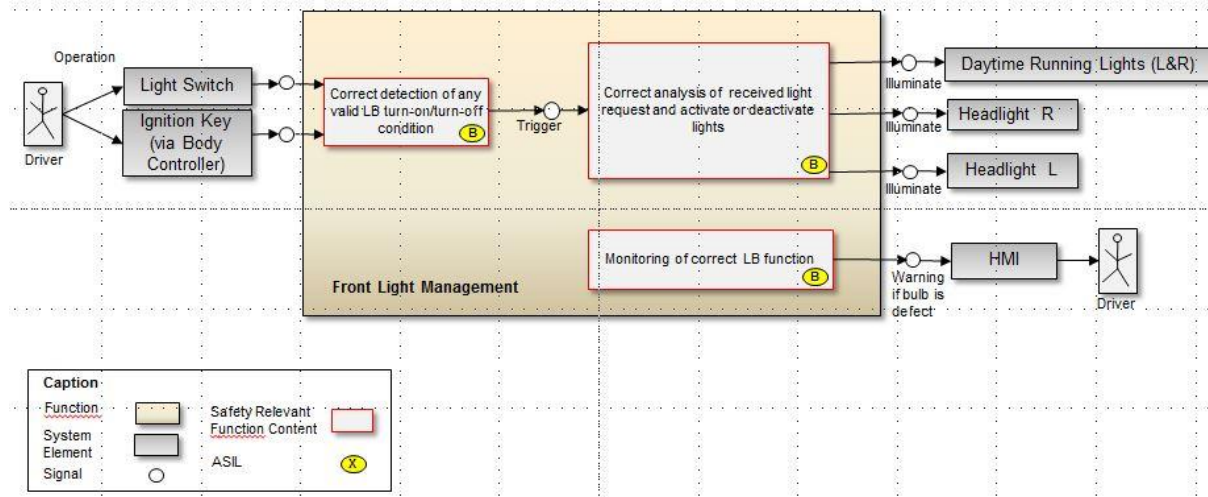 Operation
Light Switch
Ignition Key
(via Body
Controller)
Driver
Correct detection of any
valid LB turn-on/turn-off
condition
B
Trigger
Correct analysis of received light
request and activate or deactivate
lights
B
Illuminate
Daytime Running Lights (L&R)
Illuminate
Headlight R
Illuminate
Headlight L
Monitoring of correct LB function
B
Front Light Management
Warning
if bulb is
defect
HMI
Driver
Caption
Function
System
Element
Signal
Safety Relevant
Function Content
ASIL
X